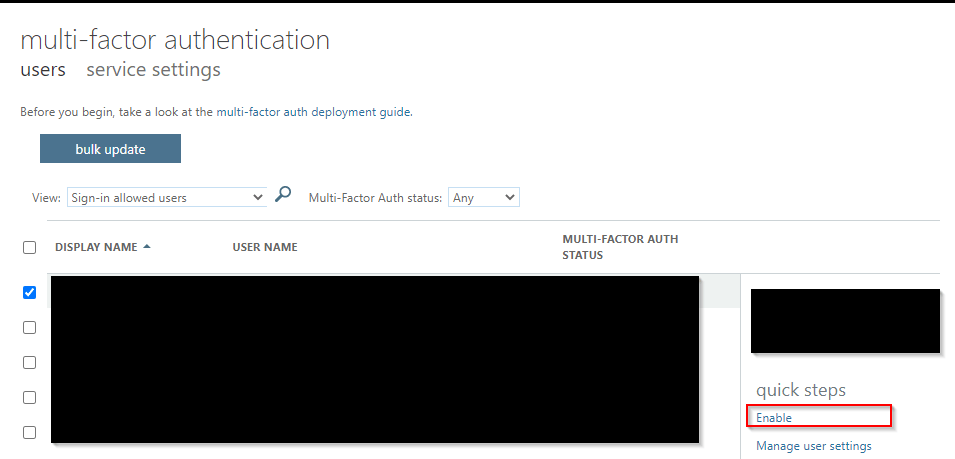 multi-factor authentication
users service settings
Before you begin, take a look at the multi-factor auth deployment guide.
bulk update
View: Sign-in allowed users Multi-Factor Auth status: Any
DISPLAY NAME USER NAME MULTI-FACTOR AUTH
STATUS
quick steps
Enable
Manage user settings